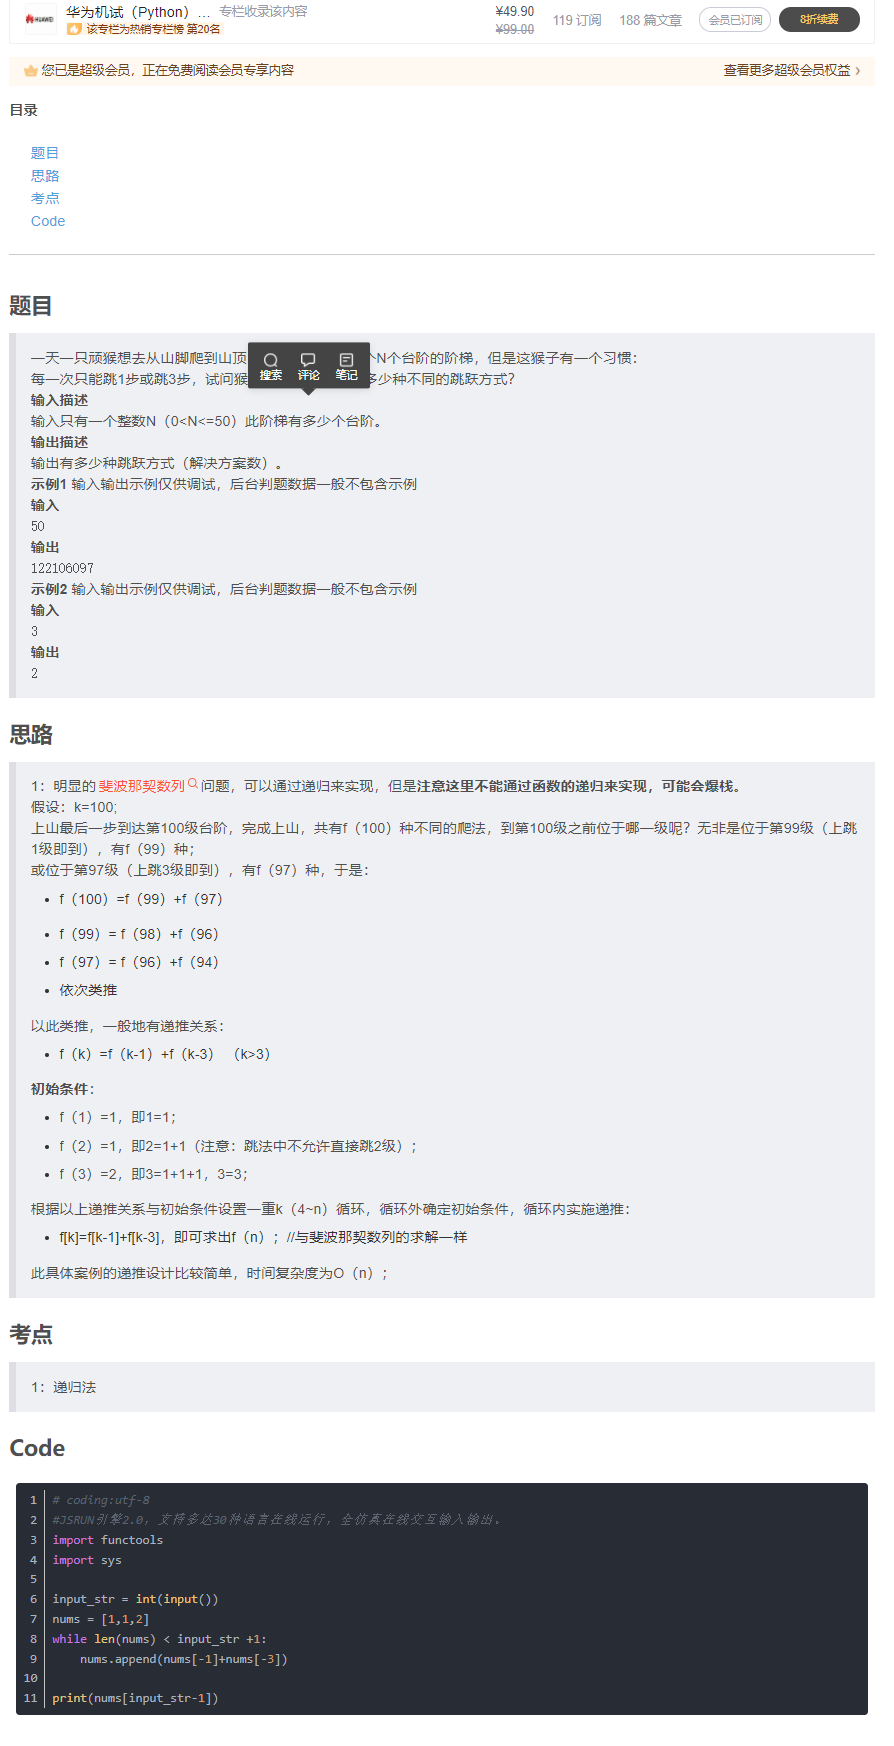 HUAWEI
华为机试（Python）... 专栏收录该内容
该专栏为热销专栏榜 第20名
¥49.90
¥99.00
119 订阅
188 篇文章
会员已订阅
8折续费
您已是超级会员，正在免费阅读会员专享内容
查看更多超级会员权益
目录
题目
思路
考点
Code
题目
一天一只顽猴想去从山脚爬到山顶
个N个台阶的阶梯，但是这猴子有一个习惯：
每一次只能跳1步或跳3步，试问猴
多少种不同的跳跃方式？
搜索 评论 笔记
输入描述
输入只有一个整数N（0<N<=50）此阶梯有多少个台阶。
输出描述
输出有多少种跳跃方式（解决方案数）。
示例1 输入输出示例仅供调试，后台判题数据一般不包含示例
输入
50
输出
122106097
示例2 输入输出示例仅供调试，后台判题数据一般不包含示例
输入
3
输出
2
思路
1：明显的 斐波那契数列 问题，可以通过递归来实现，但是注意这里不能通过函数的递归来实现，可能会爆栈。
假设：k=100;
上山最后一步到达第100级台阶，完成上山，共有f（100）种不同的爬法，到第100级之前位于哪一级呢？无非是位于第99级（上跳
1级即到），有f（99）种；
或位于第97级（上跳3级即到），有f（97）种，于是：
• f（100）=f（99）+f（97）
• f（99）= f（98）+f（96）
• f（97）= f（96）+f（94）
• 依次类推
以此类推，一般地有递推关系：
• f（k）=f（k-1）+f（k-3） （k>3）
初始条件：
• f（1）=1，即1=1；
• f（2）=1，即2=1+1（注意：跳法中不允许直接跳2级）；
• f（3）=2，即3=1+1+1，3=3；
根据以上递推关系与初始条件设置一重k（4~n）循环，循环外确定初始条件，循环内实施递推：
• f[k]=f[k-1]+f[k-3]，即可求出f（n）；//与斐波那契数列的求解一样
此具体案例的递推设计比较简单，时间复杂度为O（n）；
考点
1：递归法
Code
1 # coding:utf-8
2 #JSRUN引擎2.0，支持多达30种语言在线运行，全仿真在线交互输入输出。
3 import functools
4 import sys
5
6 input_str = int(input())
7 nums = [1,1,2]
8 while len(nums) < input_str +1:
9     nums.append(nums[-1]+nums[-3])
10
11 print(nums[input_str-1])